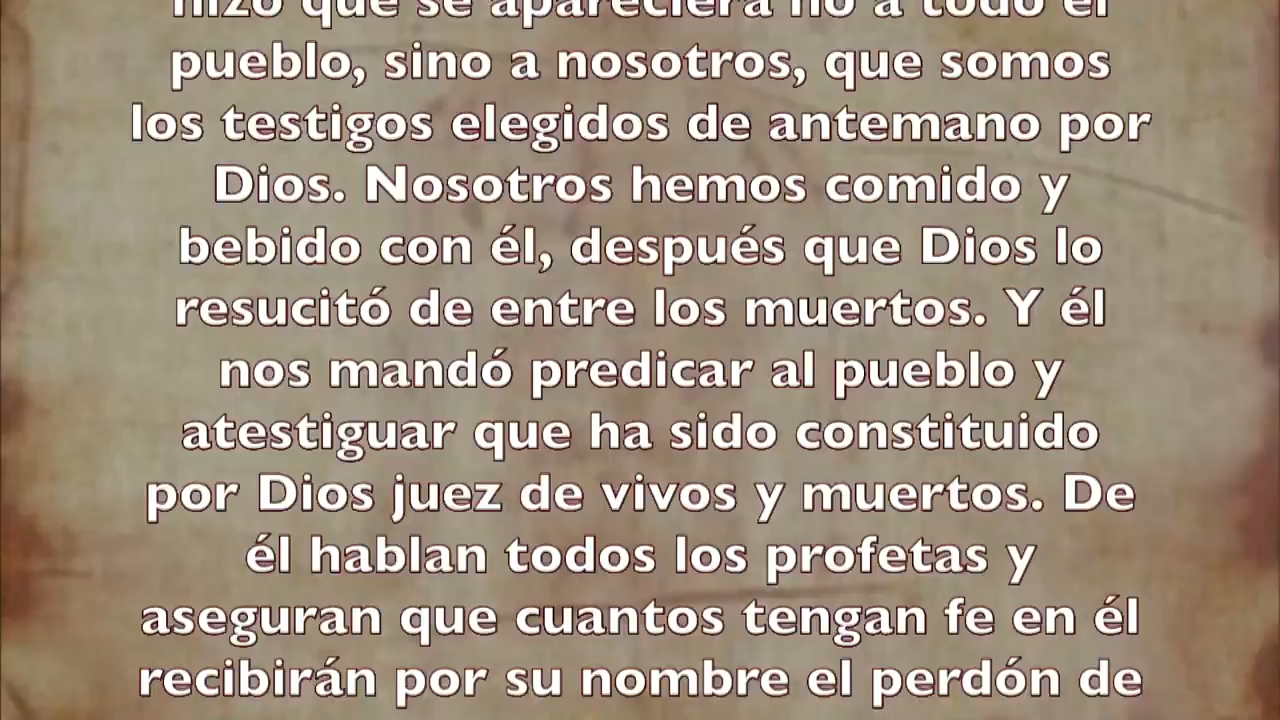 hizo que se apareciera no a todo el
pueblo, sino a nosotros, que somos
los testigos elegidos de antemano por
Dios. Nosotros hemos comido y
bebido con él, después que Dios lo
resucitó de entre los muertos. Y él
nos mandó predicar al pueblo y
atestiguar que ha sido constituido
por Dios juez de vivos y muertos. De
él hablan todos los profetas y
aseguran que cuantos tengan fe en él
recibirán por su nombre el perdón de